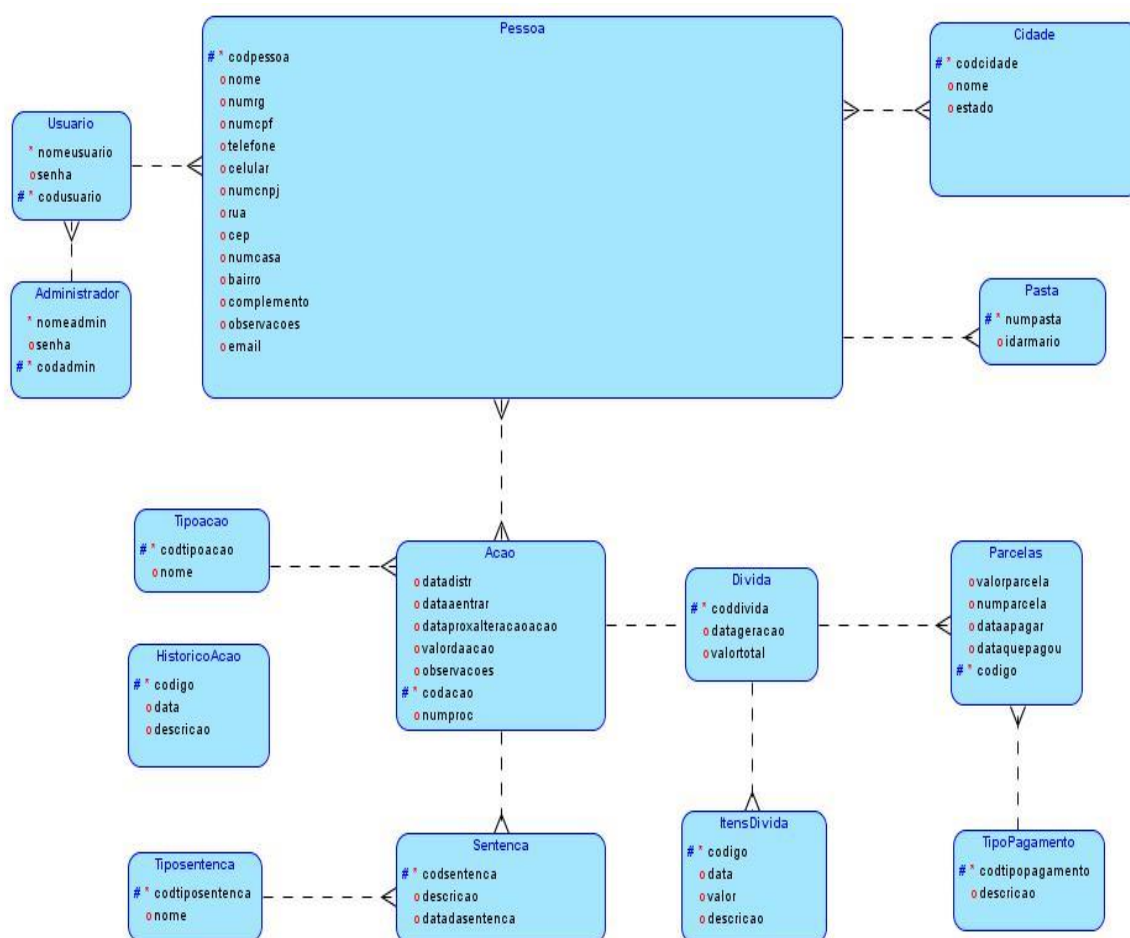 Pessoa
# * codpessoa
o nome
o numrg
o numcpf
o telefone
o celular
o numcnpj
o rua
o cep
o numcasa
o bairro
o complemento
o observacoes
o email
Cidade
# * codcidade
o nome
o estado
Usuario
* nomeusuario
o senha
# * codusuario
Administrador
* nomeadmin
o senha
# * codadmin
Pasta
# * numpasta
o idarmario
Tipoacao
# * codtipoacao
o nome
Acao
o datadistr
o dataaentrar
o dataproxalteracaoacao
o valordaacao
o observacoes
# * codacao
o numproc
Divida
# * coddivida
o datageracao
o valortotal
Parcelas
o valorparcela
o numparcela
o dataapagar
o dataquepagou
# * codigo
HistoricoAcao
# * codigo
o data
o descricao
Tiposentenca
# * codtiposentenca
o nome
Sentenca
# * codsentenca
o descricao
o datadasentenca
ItensDivida
# * codigo
o data
o valor
o descricao
TipoPagamento
# * codtipopagamento
o descricao